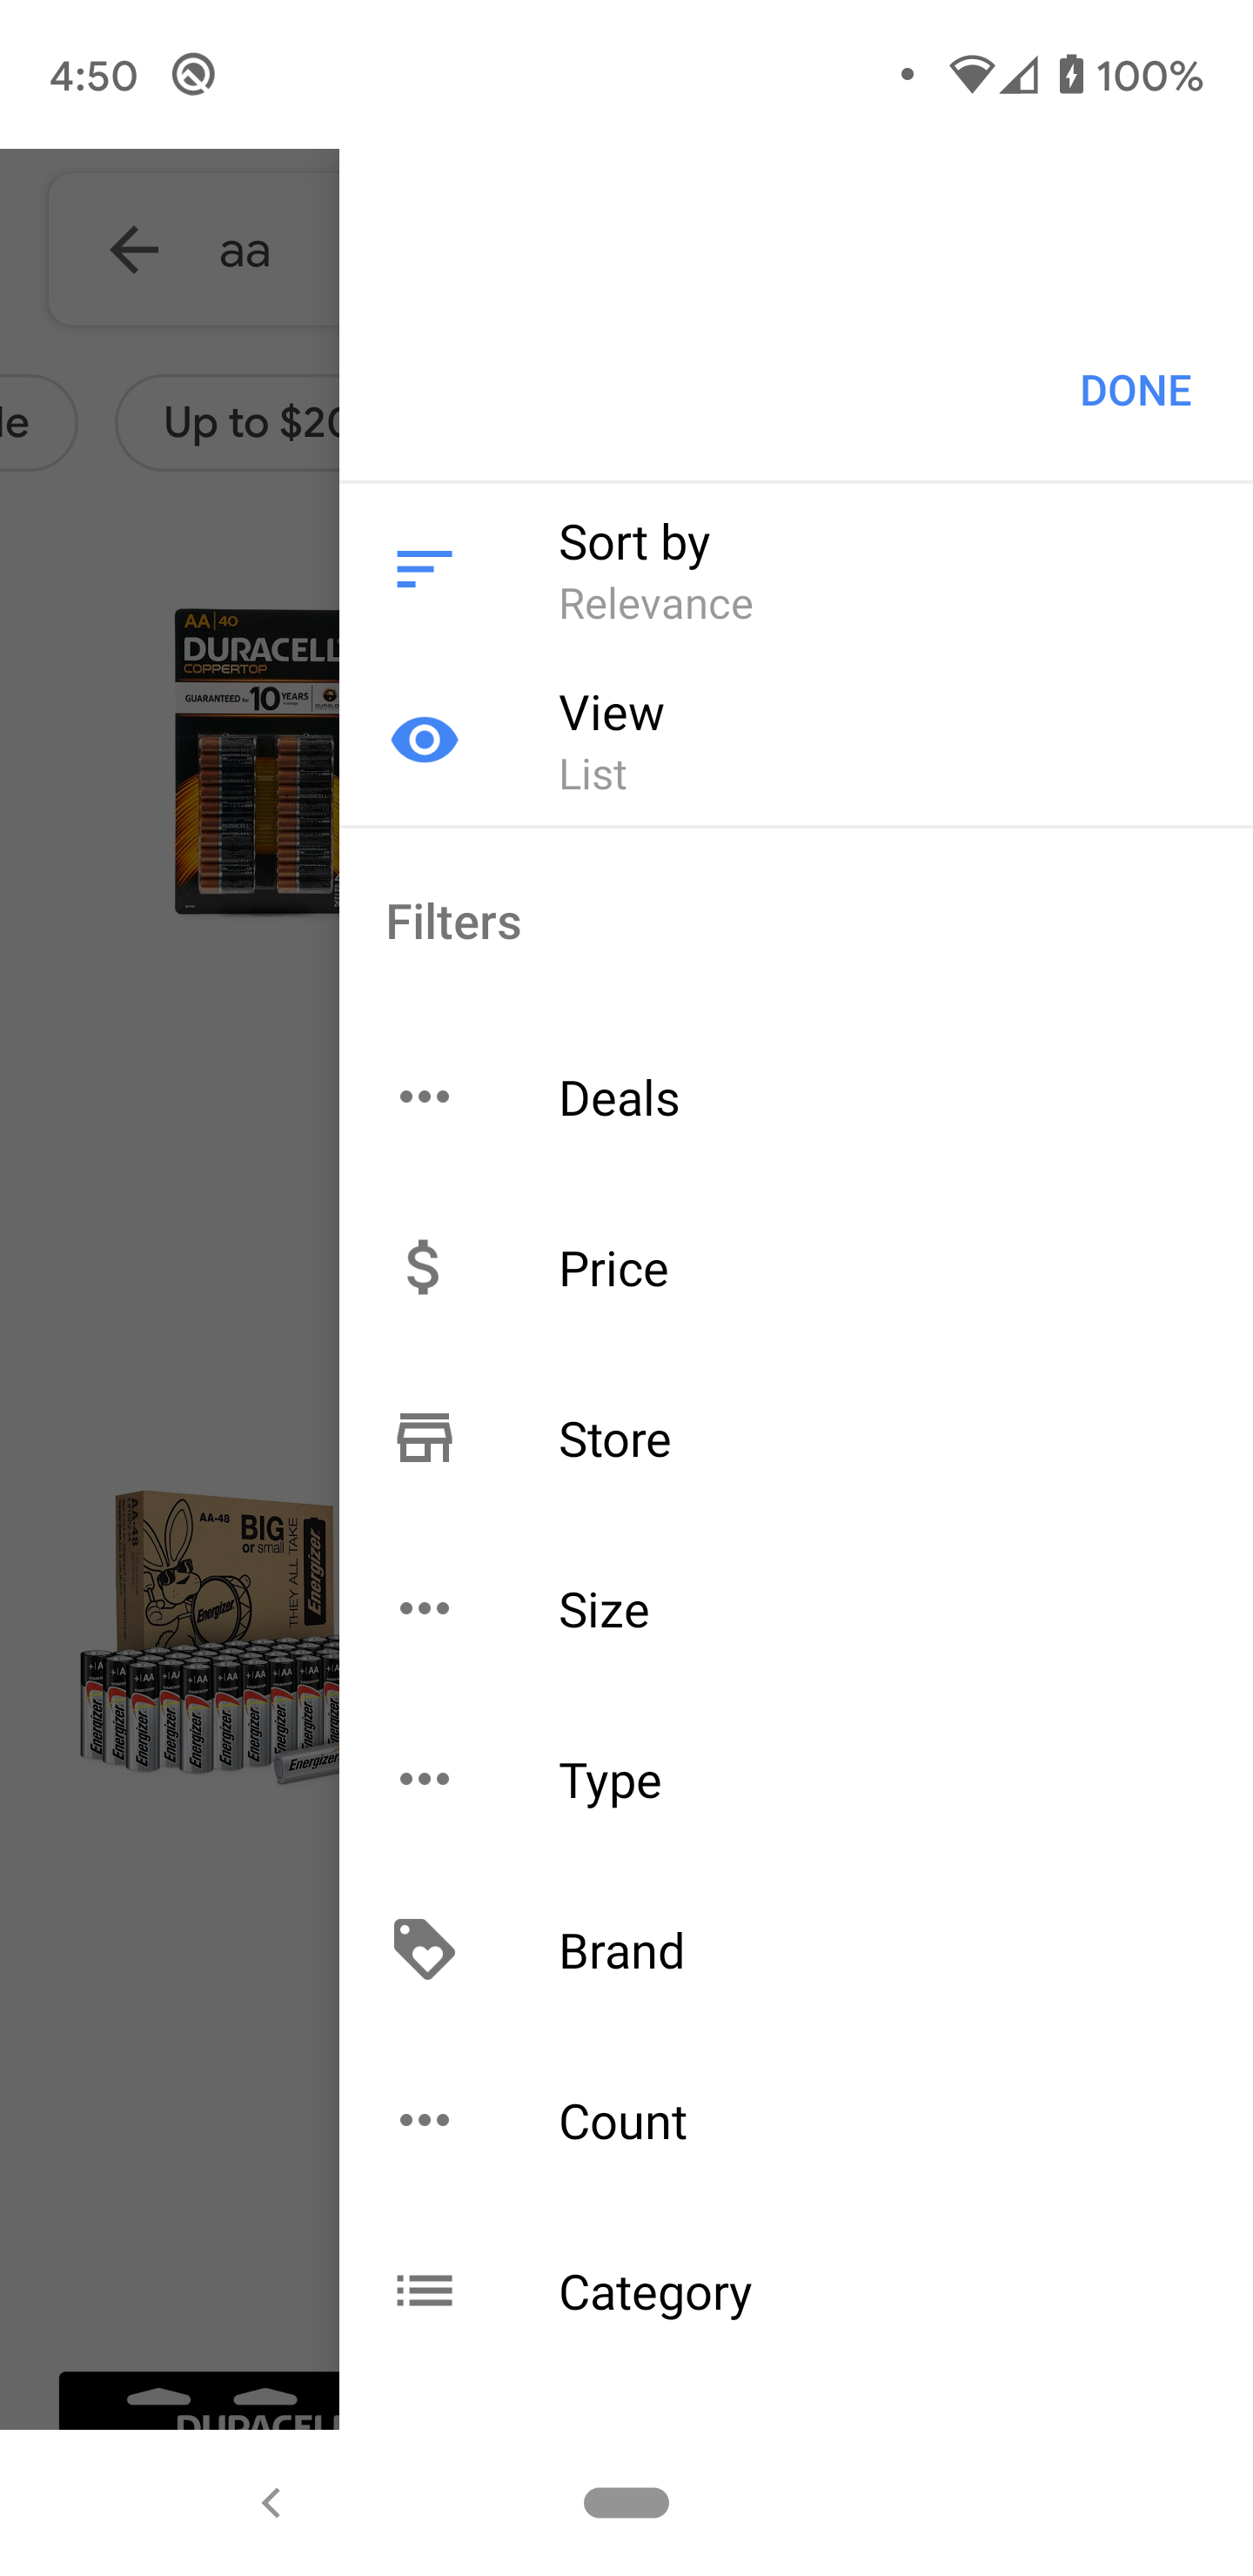 4:50
100%
aa
le
Up to $20
DONE
Sort by
Relevance
View
List
AA|40
DURACELL
COPPERTOP
GUARANTEED for 10 YEARS
Filters
Deals
Price
Store
Size
AA-48
BIG
or small
THEY ALL TAKE
Energizer
Energizer
Type
Brand
Count
Category
DURACELL